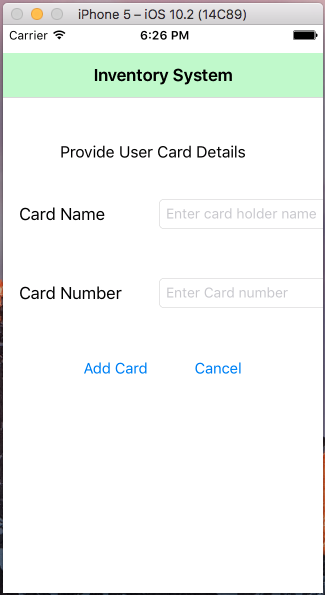 iPhone 5 – iOS 10.2 (14C89)
Carrier 6:26 PM
Inventory System
Provide User Card Details
Card Name Enter card holder name
Card Number Enter Card number
Add Card Cancel